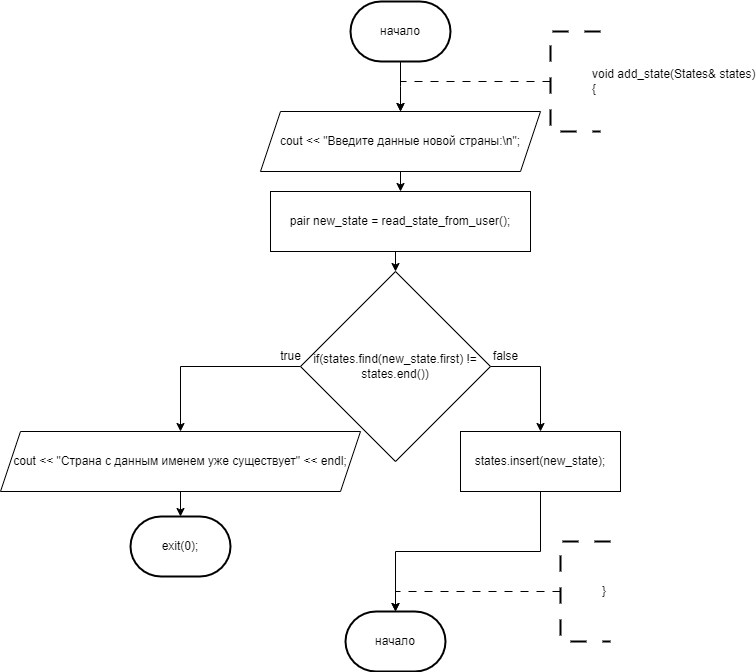 начало
void add_state(States& states)
{
cout << "Введите данные новой страны:\n";
pair new_state = read_state_from_user();
true
if(states.find(new_state.first) !=
states.end())
false
cout << "Страна с данным именем уже существует" << endl;
states.insert(new_state);
exit(0);
}
начало